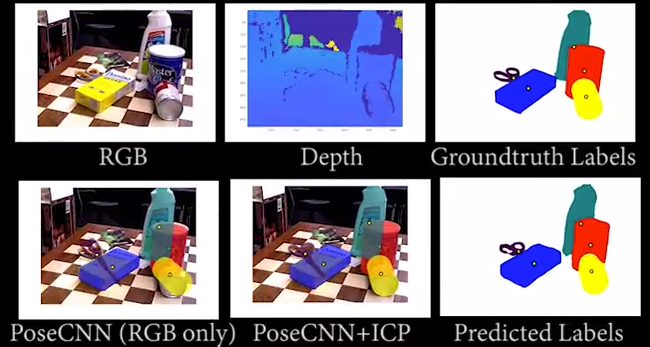 RGB
Depth
Groundtruth Labels
PoseCNN (RGB only)
PoseCNN+ICP
Predicted Labels